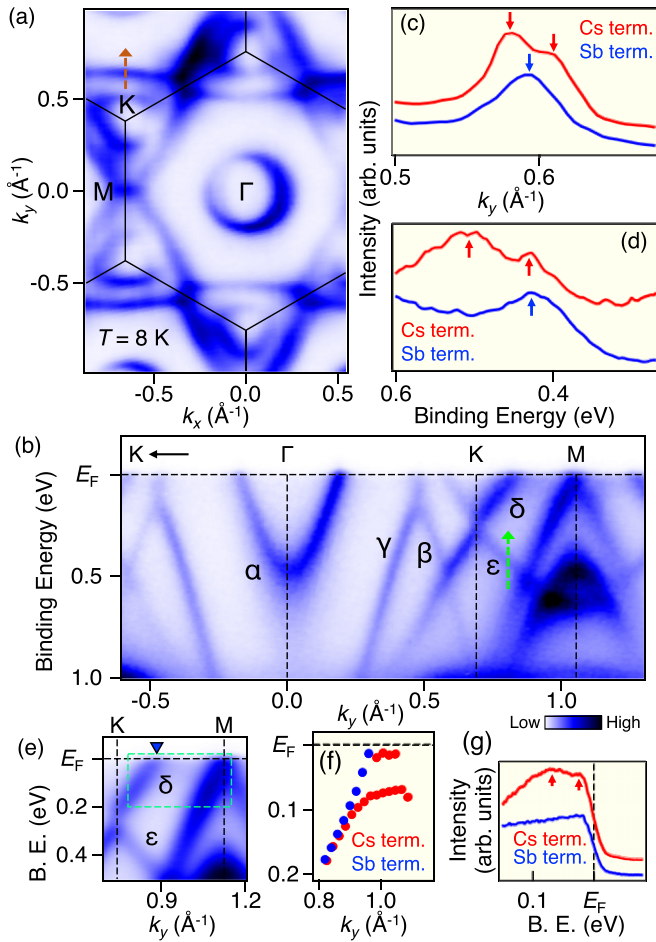 (a)
K
0.5
M
Γ
0.0
-0.5
k_y (Å⁻¹)
T = 8 K
-0.5
0.0
0.5
k_x (Å⁻¹)
(c)
Cs term.
Sb term.
0.5
0.6
k_y (Å⁻¹)
Intensity (arb. units)
(d)
Cs term.
Sb term.
0.6
0.4
Binding Energy (eV)
(b)
K
Γ
K
M
E_F
0.5
1.0
Binding Energy (eV)
α
γ
β
δ
ε
-0.5
0.0
0.5
1.0
k_y (Å⁻¹)
Low
High
(e)
K
M
E_F
0.2
0.4
B. E. (eV)
δ
ε
0.9
1.2
k_y (Å⁻¹)
(f)
0.1
0.2
Cs term.
Sb term.
0.8
1.0
k_y (Å⁻¹)
(g)
Intensity
(arb. units)
Cs term.
Sb term.
0.1
E_F
B. E. (eV)